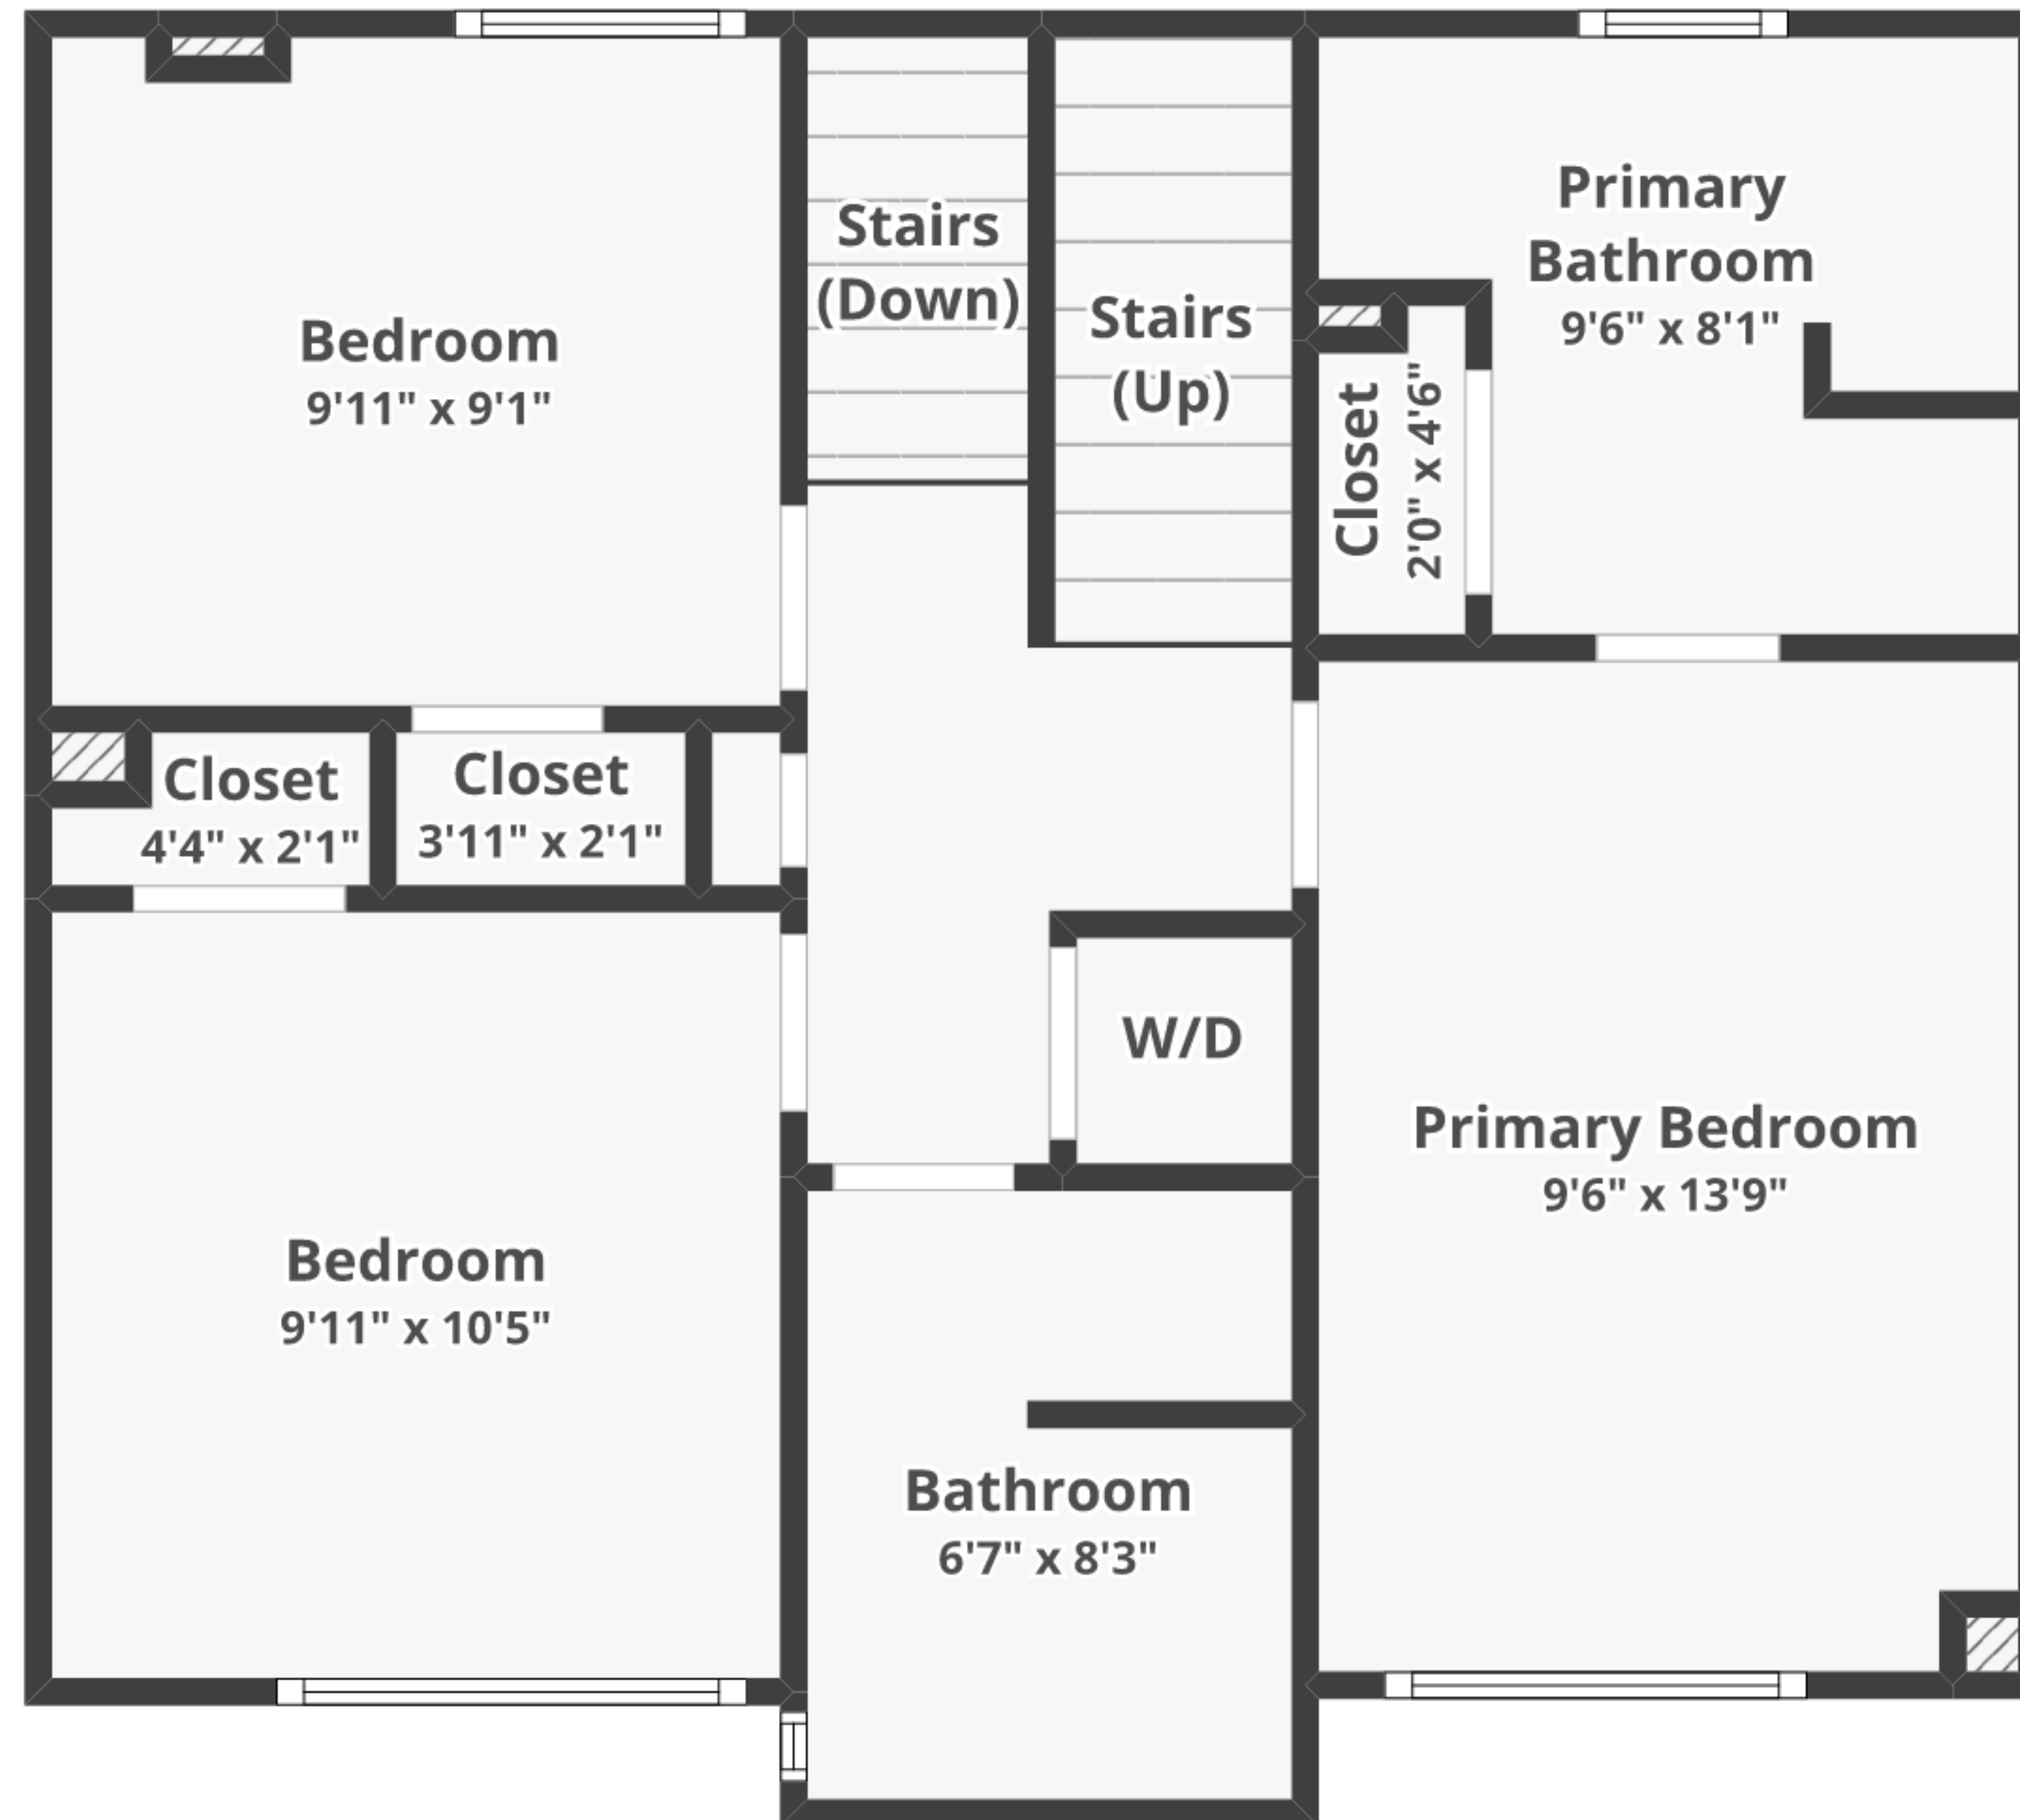 Bedroom
9'11" x 9'1"
Stairs
(Down)
Stairs
(Up)
Primary
Bathroom
9'6" x 8'1"
Closet
2'0" x 4'6"
Closet
4'4" x 2'1"
Closet
3'11" x 2'1"
W/D
Primary Bedroom
9'6" x 13'9"
Bedroom
9'11" x 10'5"
Bathroom
6'7" x 8'3"